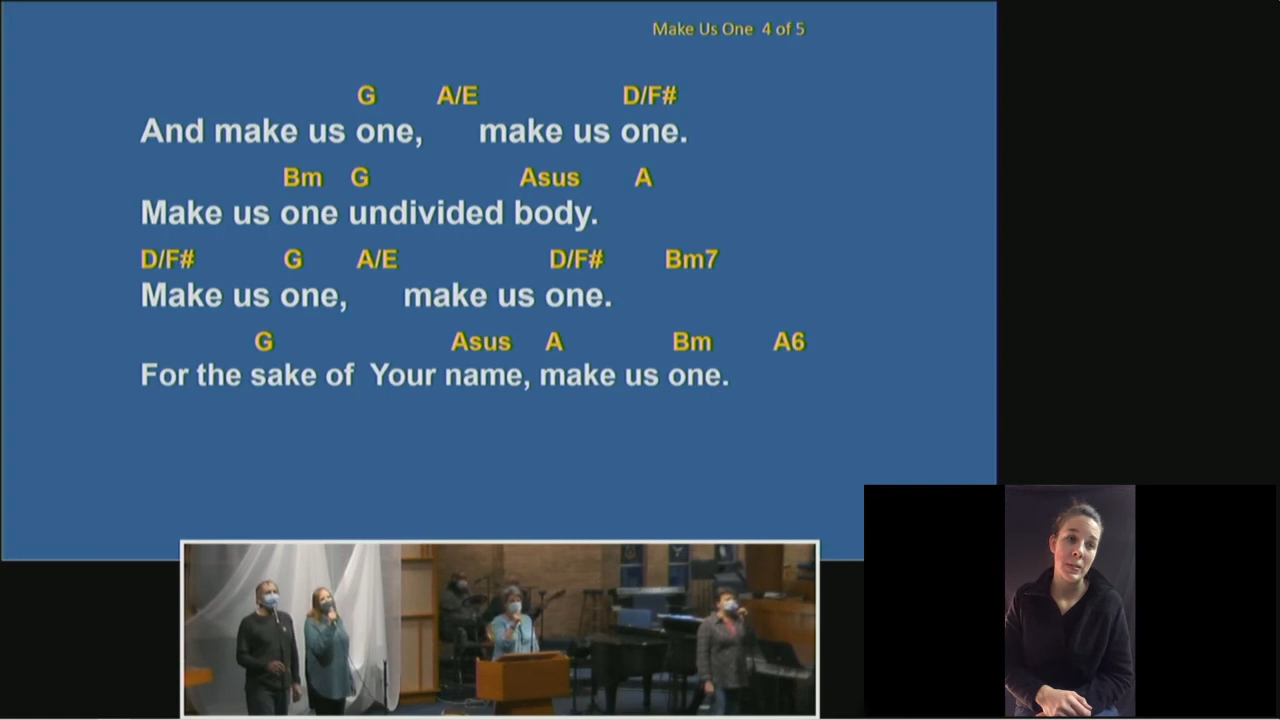 Make Us One 4 of 5
G A/E D/F#
And make us one, make us one.
Bm G Asus A
Make us one undivided body.
D/F# G A/E D/F# Bm7
Make us one, make us one.
G Asus A Bm A6
For the sake of Your name, make us one.